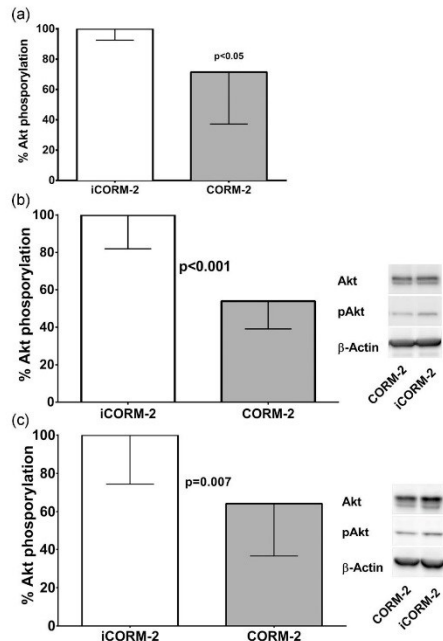 (a)
% Akt phosporylation
100
80
60
40
20
0
p<0.05
iCORM-2
CORM-2
(b)
% Akt phosporylation
100
80
60
40
20
0
p<0.001
iCORM-2
CORM-2
Akt
pAkt
β-Actin
CORM-2
iCORM-2
(c)
% Akt phosporylation
100
80
60
40
20
0
p=0.007
iCORM-2
CORM-2
Akt
pAkt
β-Actin
CORM-2
iCORM-2